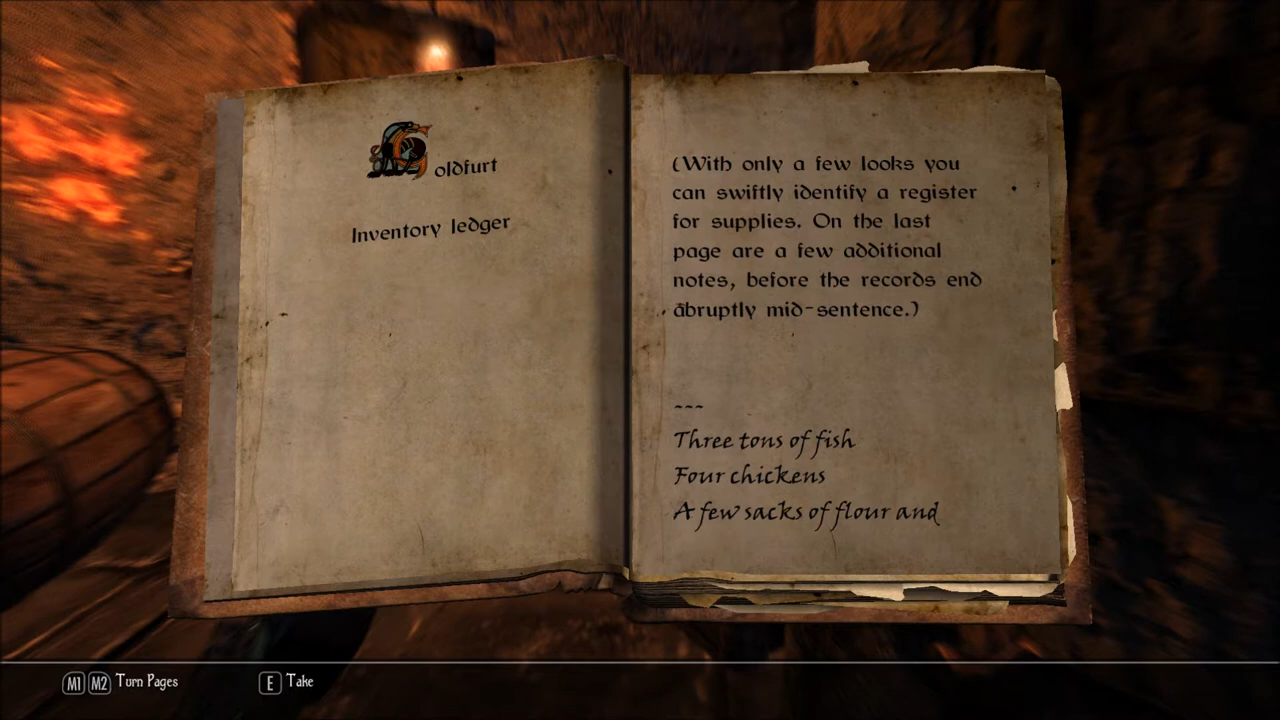 Goldfurt
Inventory ledger
(With only a few looks you
can swiftly identify a register
for supplies. On the last
page are a few additional
notes, before the records end
abruptly mid-sentence.)
~~~
Three tons of fish
Four chickens
A few sacks of flour and
M1 M2 Turn Pages
E Take